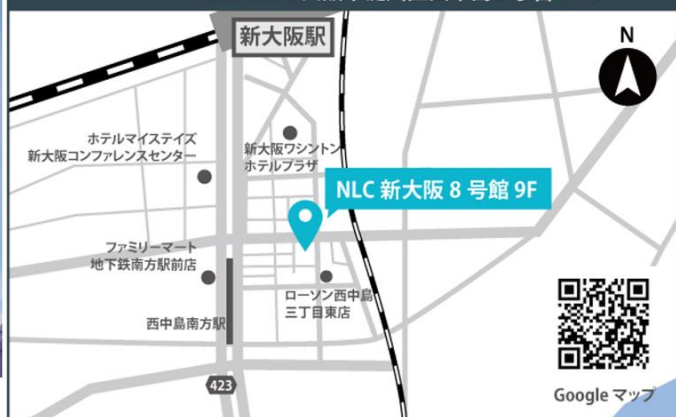 新大阪駅
N
ホテルマイステイズ
新大阪コンファレンスセンター
新大阪ワシントン
ホテルプラザ
NLC 新大阪 8 号館 9F
ファミリーマート
地下鉄南方駅前店
ローソン西中島
三丁目東店
西中島南方駅
423
Google マップ